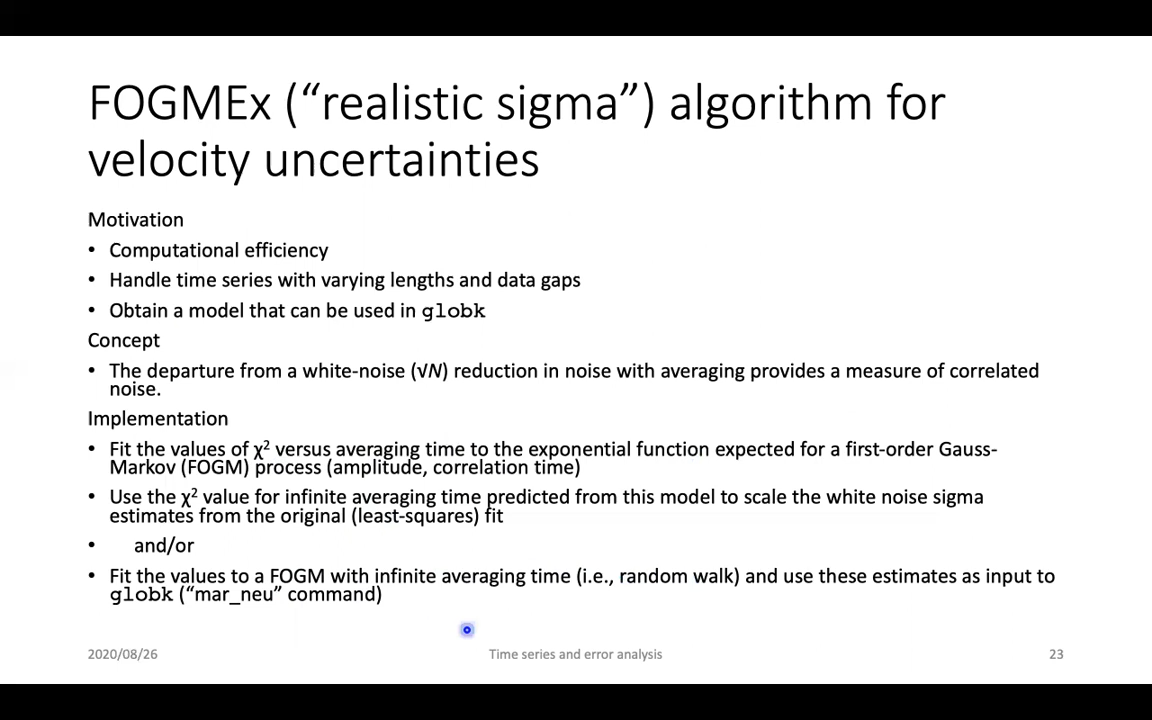 FOGMEx (“realistic sigma”) algorithm for
velocity uncertainties
Motivation
• Computational efficiency
• Handle time series with varying lengths and data gaps
• Obtain a model that can be used in globk
Concept
• The departure from a white-noise (√N) reduction in noise with averaging provides a measure of correlated
noise.
Implementation
• Fit the values of χ² versus averaging time to the exponential function expected for a first-order Gauss-
Markov (FOGM) process (amplitude, correlation time)
• Use the χ² value for infinite averaging time predicted from this model to scale the white noise sigma
estimates from the original (least-squares) fit
• and/or
• Fit the values to a FOGM with infinite averaging time (i.e., random walk) and use these estimates as input to
globk (“mar_neu” command)
2020/08/26
Time series and error analysis
23